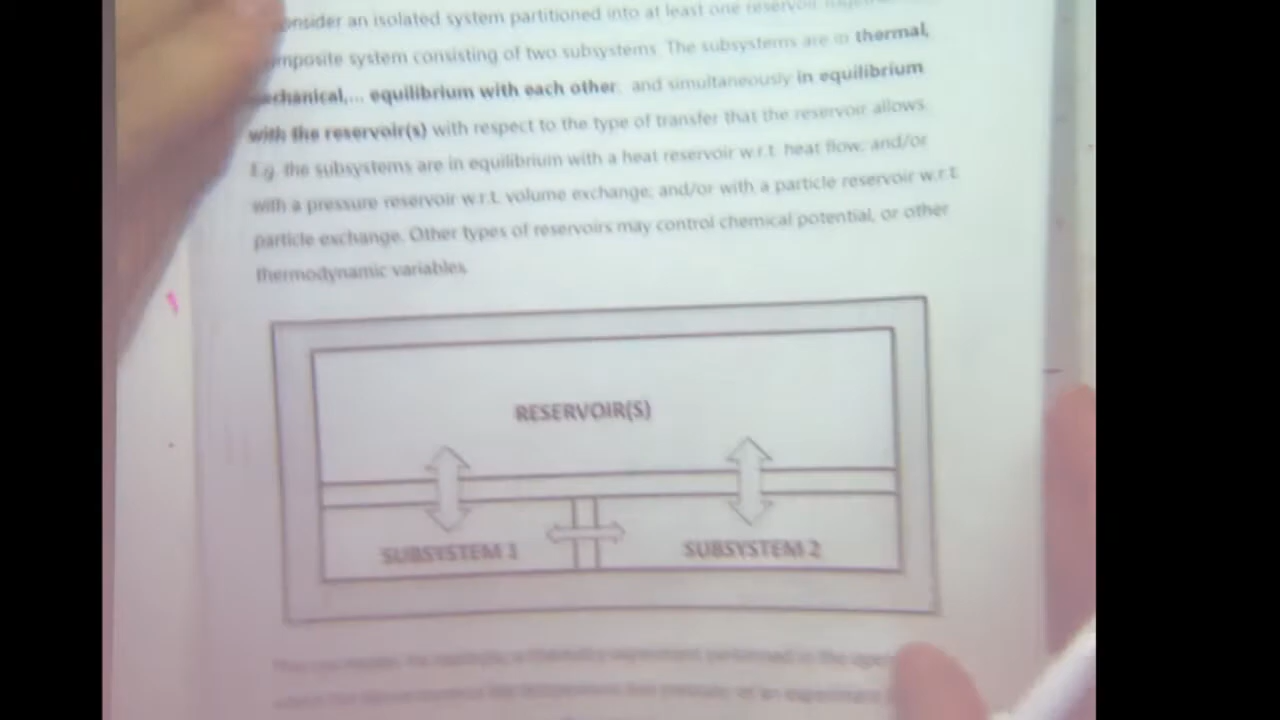 onsider an isolated system partitioned into at least one reservoir
mposite system consisting of two subsystems. The subsystems are in thermal,
echanical,... equilibrium with each other; and simultaneously in equilibrium
with the reservoir(s) with respect to the type of transfer that the reservoir allows.
E.g. the subsystems are in equilibrium with a heat reservoir w.r.t. heat flow; and/or
with a pressure reservoir w.r.t. volume exchange; and/or with a particle reservoir w.r.t.
particle exchange. Other types of reservoirs may control chemical potential, or other
thermodynamic variables.
RESERVOIR(S)
SUBSYSTEM 1
SUBSYSTEM 2